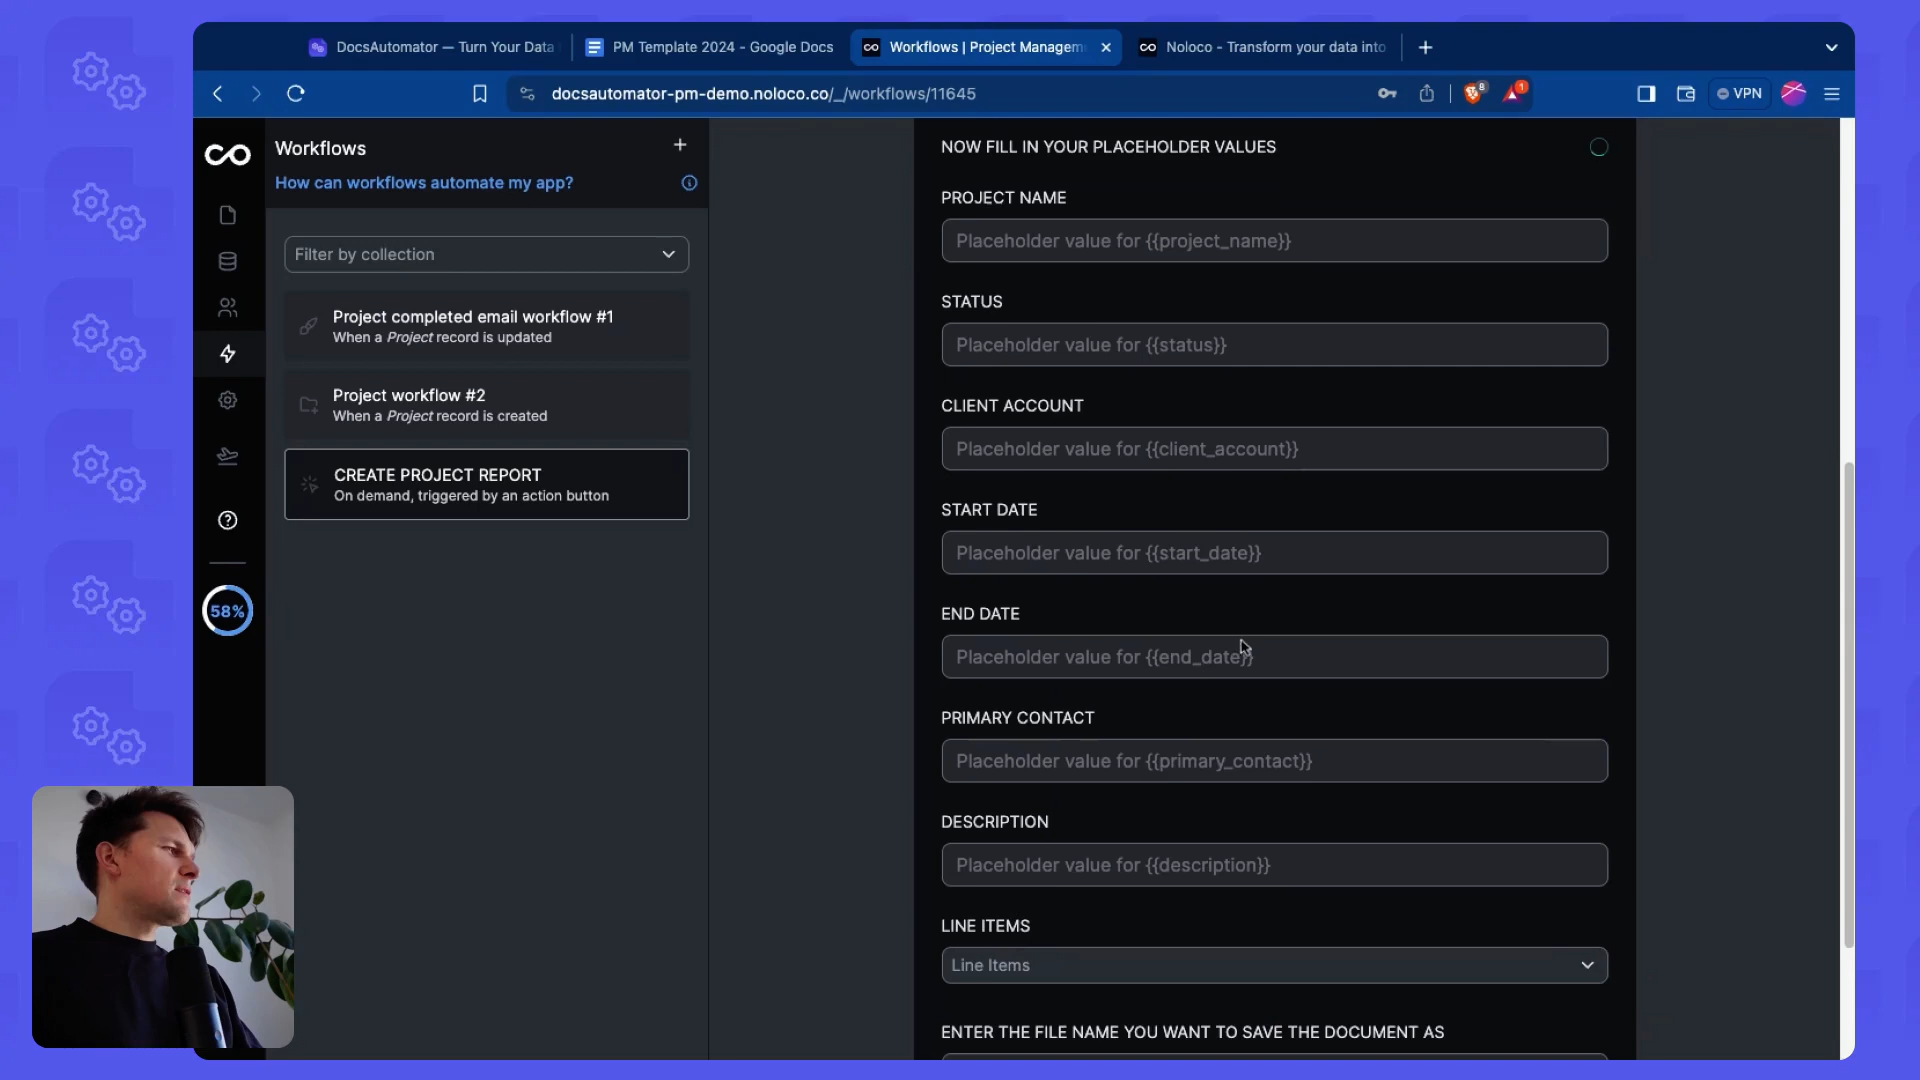 DocsAutomator — Turn Your Data
PM Template 2024 - Google Docs
Workflows | Project Managem
Noloco - Transform your data into
docsautomator-pm-demo.noloco.co/_/workflows/11645
8
1
VPN
Workflows
How can workflows automate my app?
Filter by collection
Project completed email workflow #1
When a Project record is updated
Project workflow #2
When a Project record is created
CREATE PROJECT REPORT
On demand, triggered by an action button
58%
NOW FILL IN YOUR PLACEHOLDER VALUES
PROJECT NAME
Placeholder value for {{project_name}}
STATUS
Placeholder value for {{status}}
CLIENT ACCOUNT
Placeholder value for {{client_account}}
START DATE
Placeholder value for {{start_date}}
END DATE
Placeholder value for {{end_date}}
PRIMARY CONTACT
Placeholder value for {{primary_contact}}
DESCRIPTION
Placeholder value for {{description}}
LINE ITEMS
Line Items
ENTER THE FILE NAME YOU WANT TO SAVE THE DOCUMENT AS